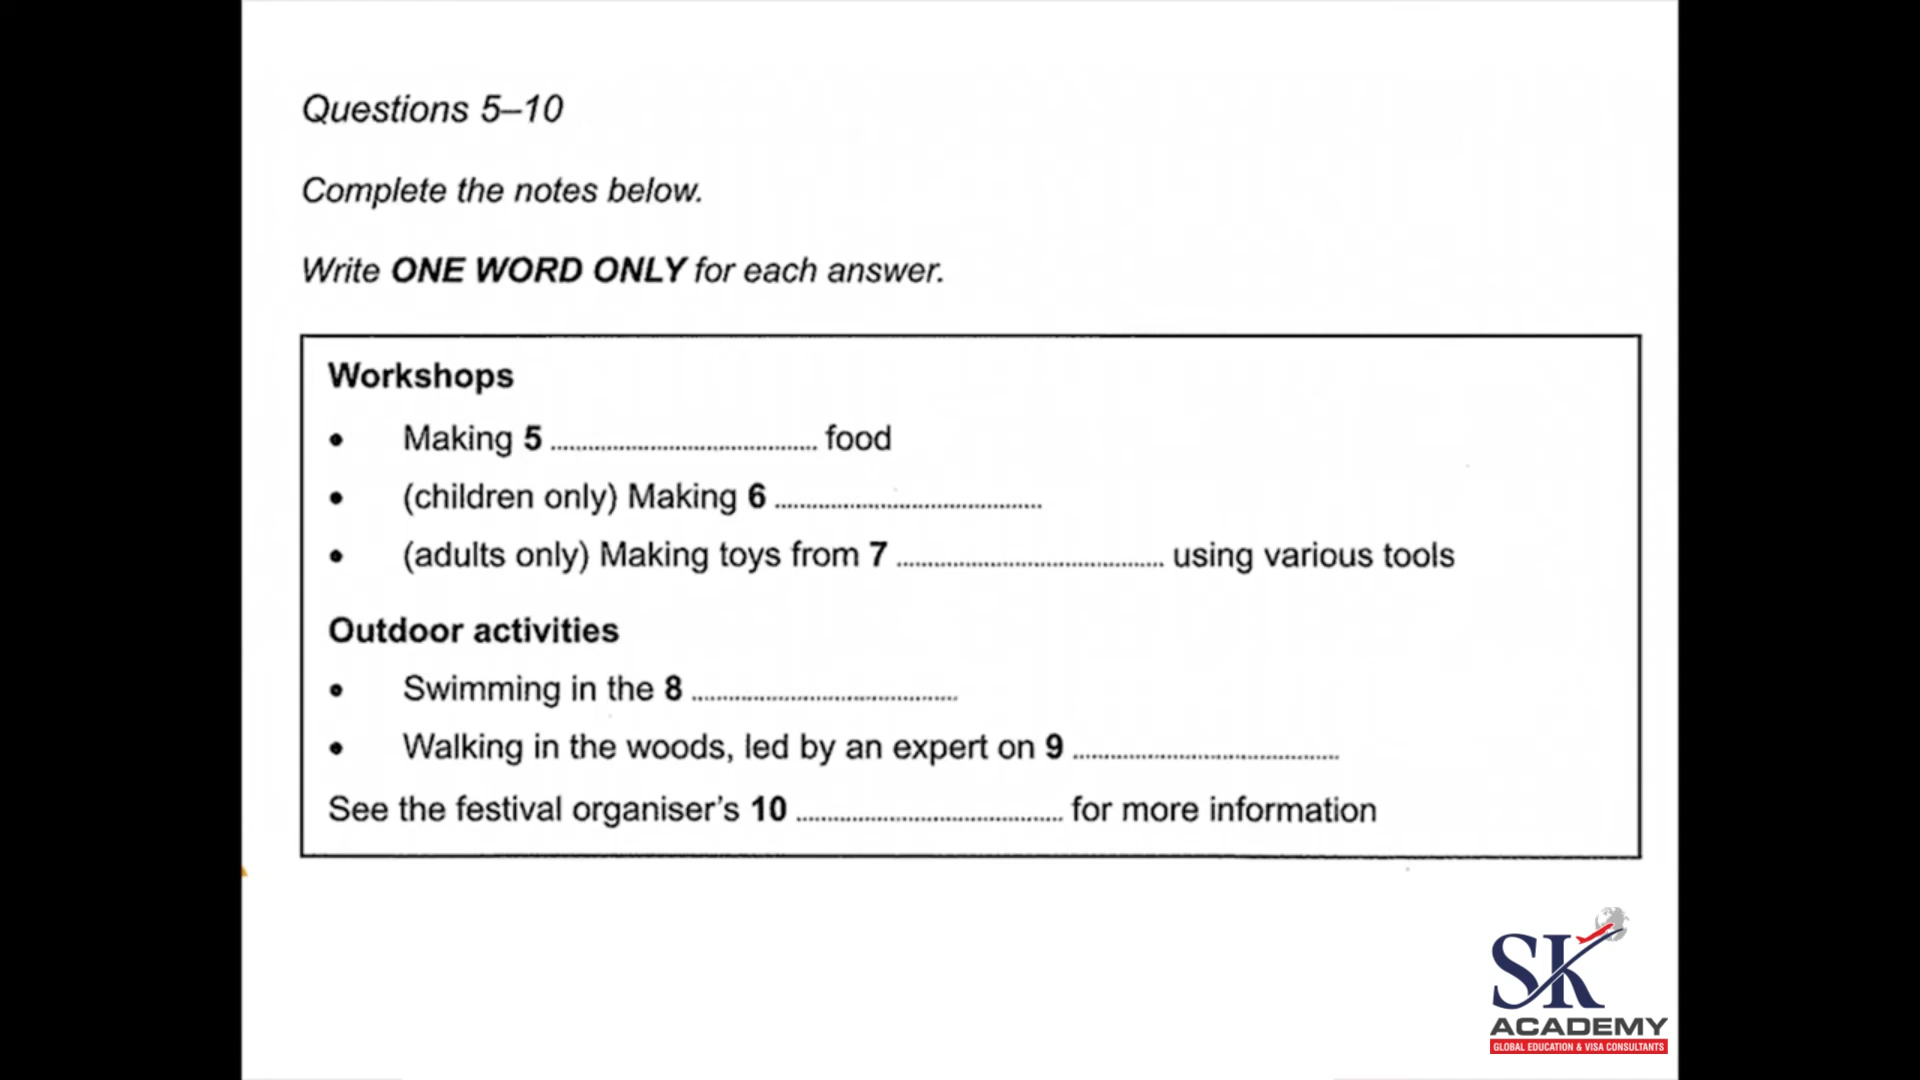 Questions 5–10
Complete the notes below.
Write ONE WORD ONLY for each answer.
Workshops
• Making 5 ........................................ food
• (children only) Making 6 ........................................
• (adults only) Making toys from 7 ........................................ using various tools
Outdoor activities
• Swimming in the 8 ........................................
• Walking in the woods, led by an expert on 9 ........................................
See the festival organiser's 10 ........................................ for more information
SK
ACADEMY
GLOBAL EDUCATION & VISA CONSULTANTS